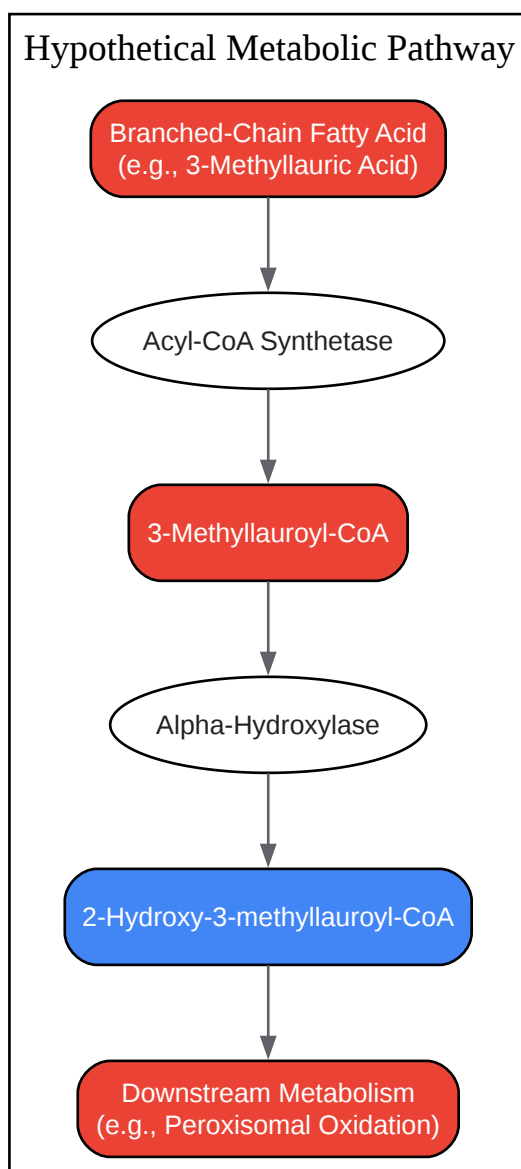 Hypothetical Metabolic Pathway
Branched-Chain Fatty Acid
(e.g., 3-Methyllauric Acid)
Acyl-CoA Synthetase
3-Methyllauroyl-CoA
Alpha-Hydroxylase
2-Hydroxy-3-methyllauroyl-CoA
Downstream Metabolism
(e.g., Peroxisomal Oxidation)